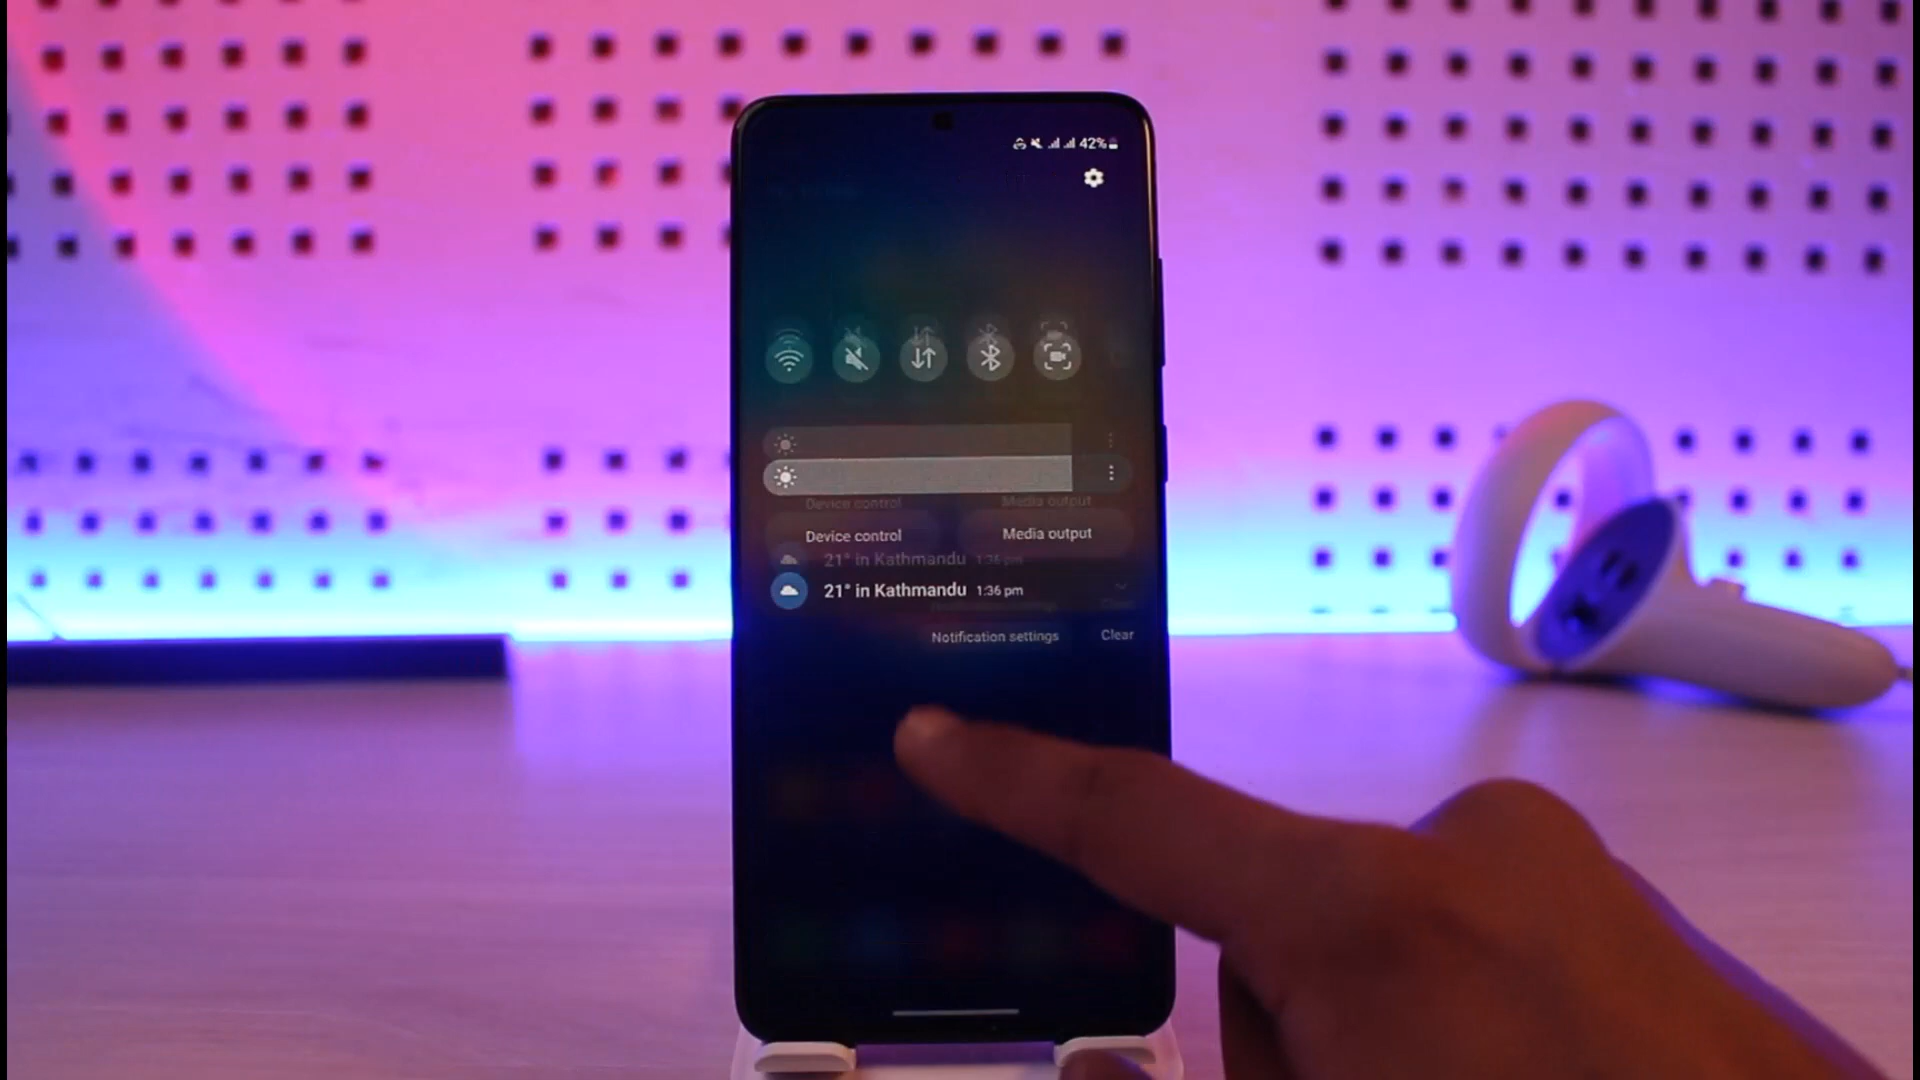 42%
Device control Media output
21° in Kathmandu 1:36 pm
Notification settings Clear